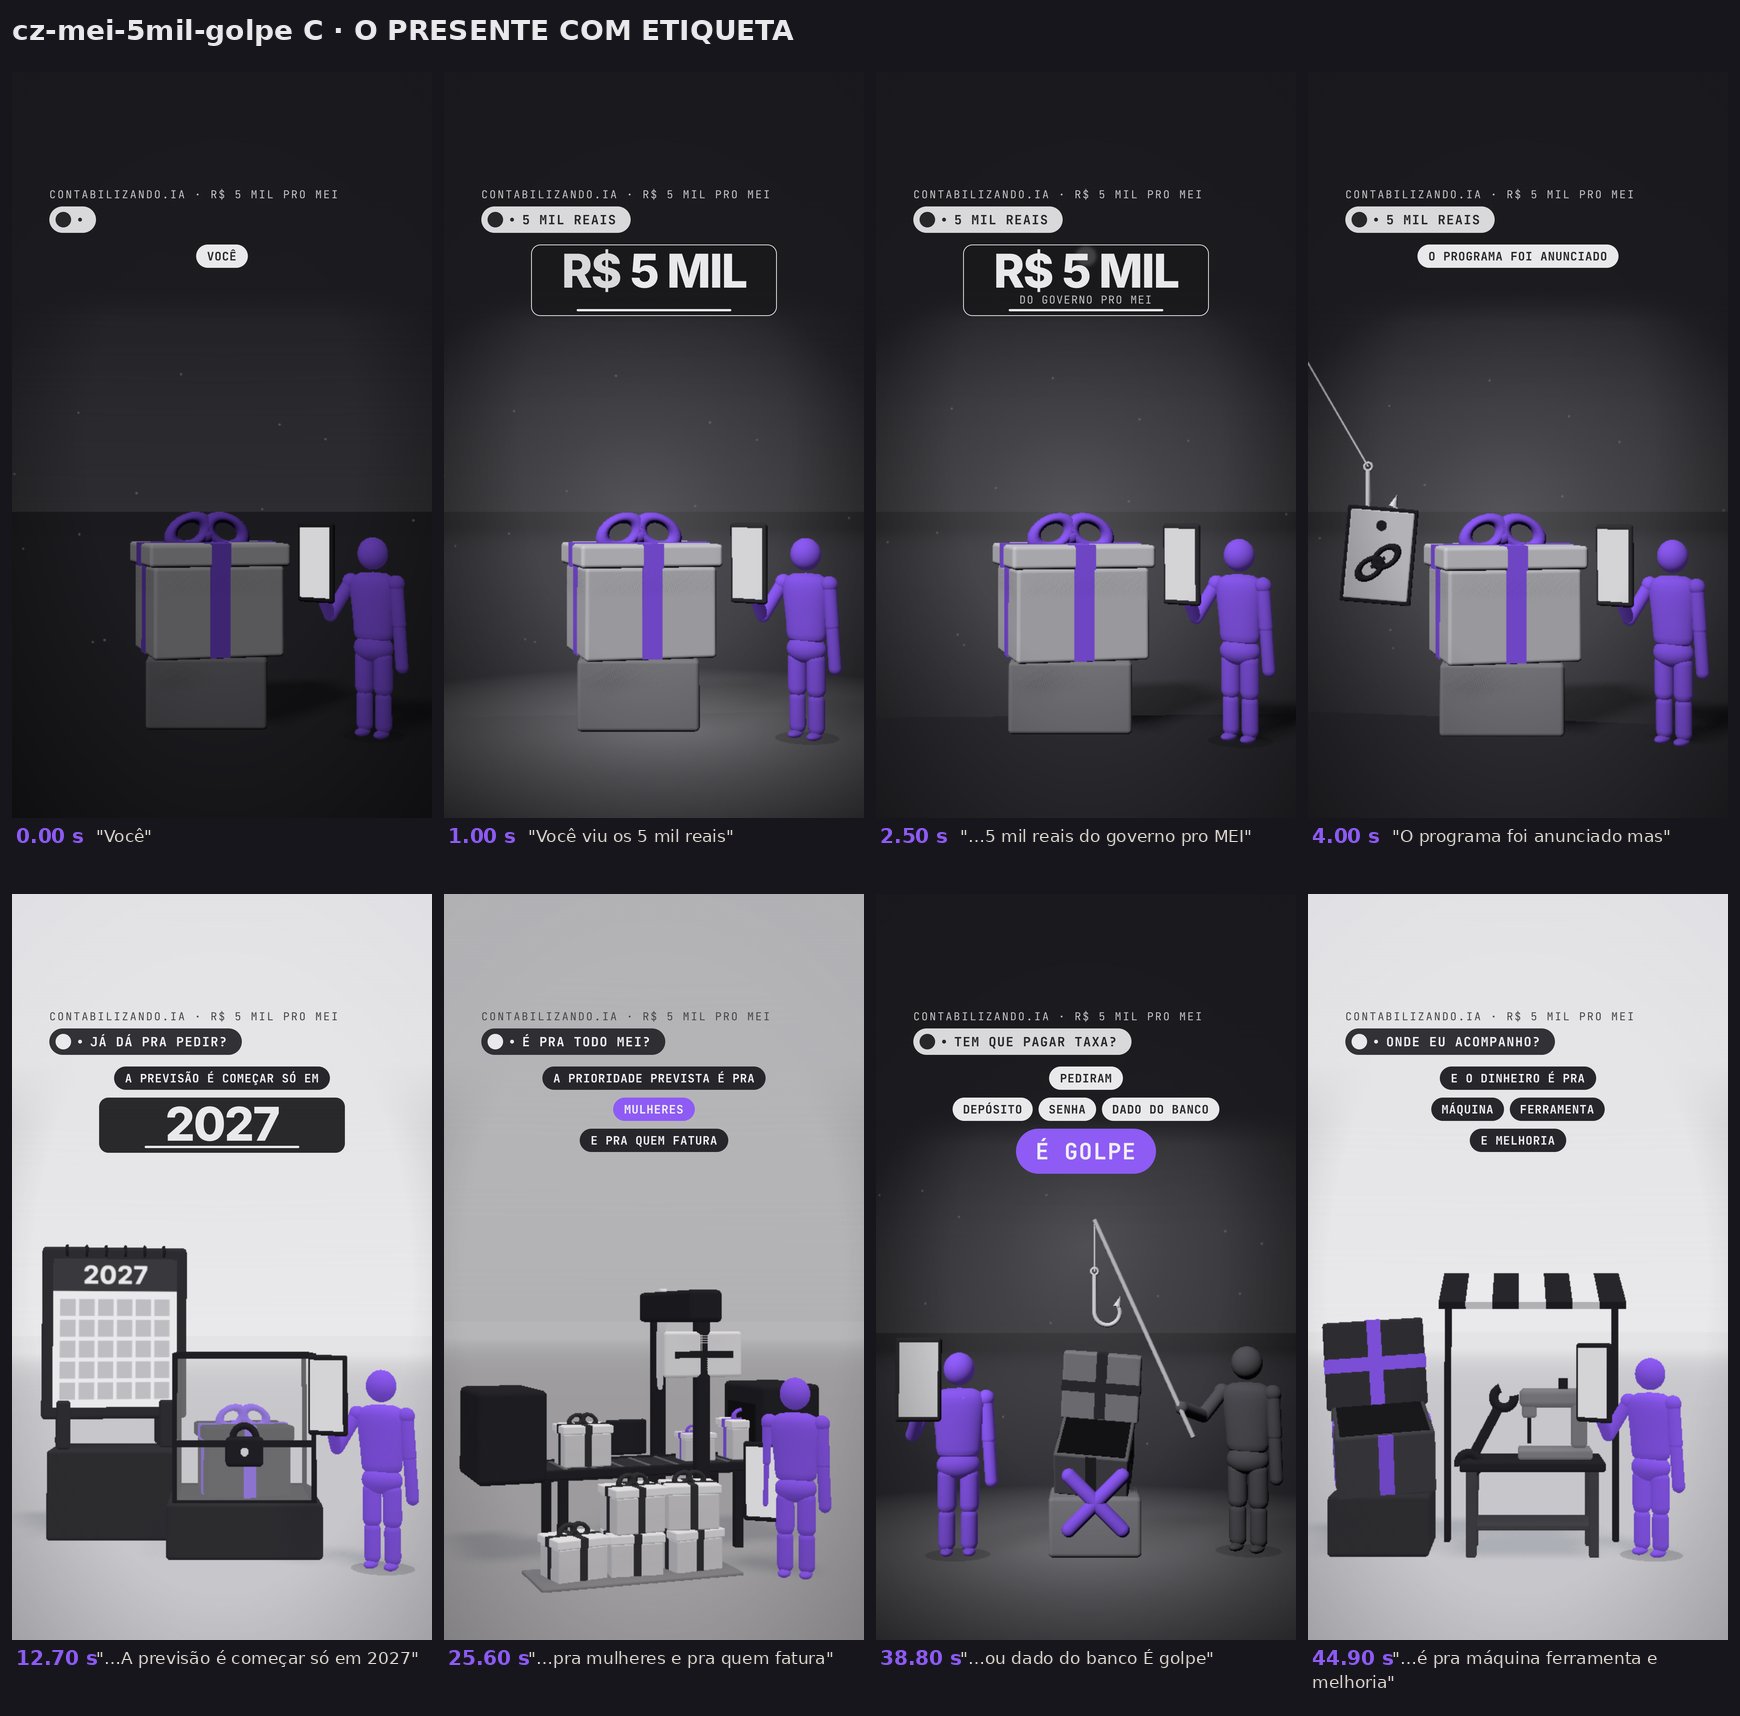 cz-mei-5mil-golpe C · O PRESENTE COM ETIQUETA
CONTABILIZANDO.IA · R$ 5 MIL PRO MEI
•
VOCÊ
0.00 s "Você"
CONTABILIZANDO.IA · R$ 5 MIL PRO MEI
• 5 MIL REAIS
R$ 5 MIL
1.00 s "Você viu os 5 mil reais"
CONTABILIZANDO.IA · R$ 5 MIL PRO MEI
• 5 MIL REAIS
R$ 5 MIL
DO GOVERNO PRO MEI
2.50 s "...5 mil reais do governo pro MEI"
CONTABILIZANDO.IA · R$ 5 MIL PRO MEI
• 5 MIL REAIS
O PROGRAMA FOI ANUNCIADO
4.00 s "O programa foi anunciado mas"
CONTABILIZANDO.IA · R$ 5 MIL PRO MEI
• JÁ DÁ PRA PEDIR?
A PREVISÃO É COMEÇAR SÓ EM
2027
2027
12.70 s "...A previsão é começar só em 2027"
CONTABILIZANDO.IA · R$ 5 MIL PRO MEI
• É PRA TODO MEI?
A PRIORIDADE PREVISTA É PRA
MULHERES
E PRA QUEM FATURA
25.60 s "...pra mulheres e pra quem fatura"
CONTABILIZANDO.IA · R$ 5 MIL PRO MEI
• TEM QUE PAGAR TAXA?
PEDIRAM
DEPÓSITO SENHA DADO DO BANCO
É GOLPE
38.80 s "...ou dado do banco É golpe"
CONTABILIZANDO.IA · R$ 5 MIL PRO MEI
• ONDE EU ACOMPANHO?
E O DINHEIRO É PRA
MÁQUINA FERRAMENTA
E MELHORIA
44.90 s "...é pra máquina ferramenta e
melhoria"